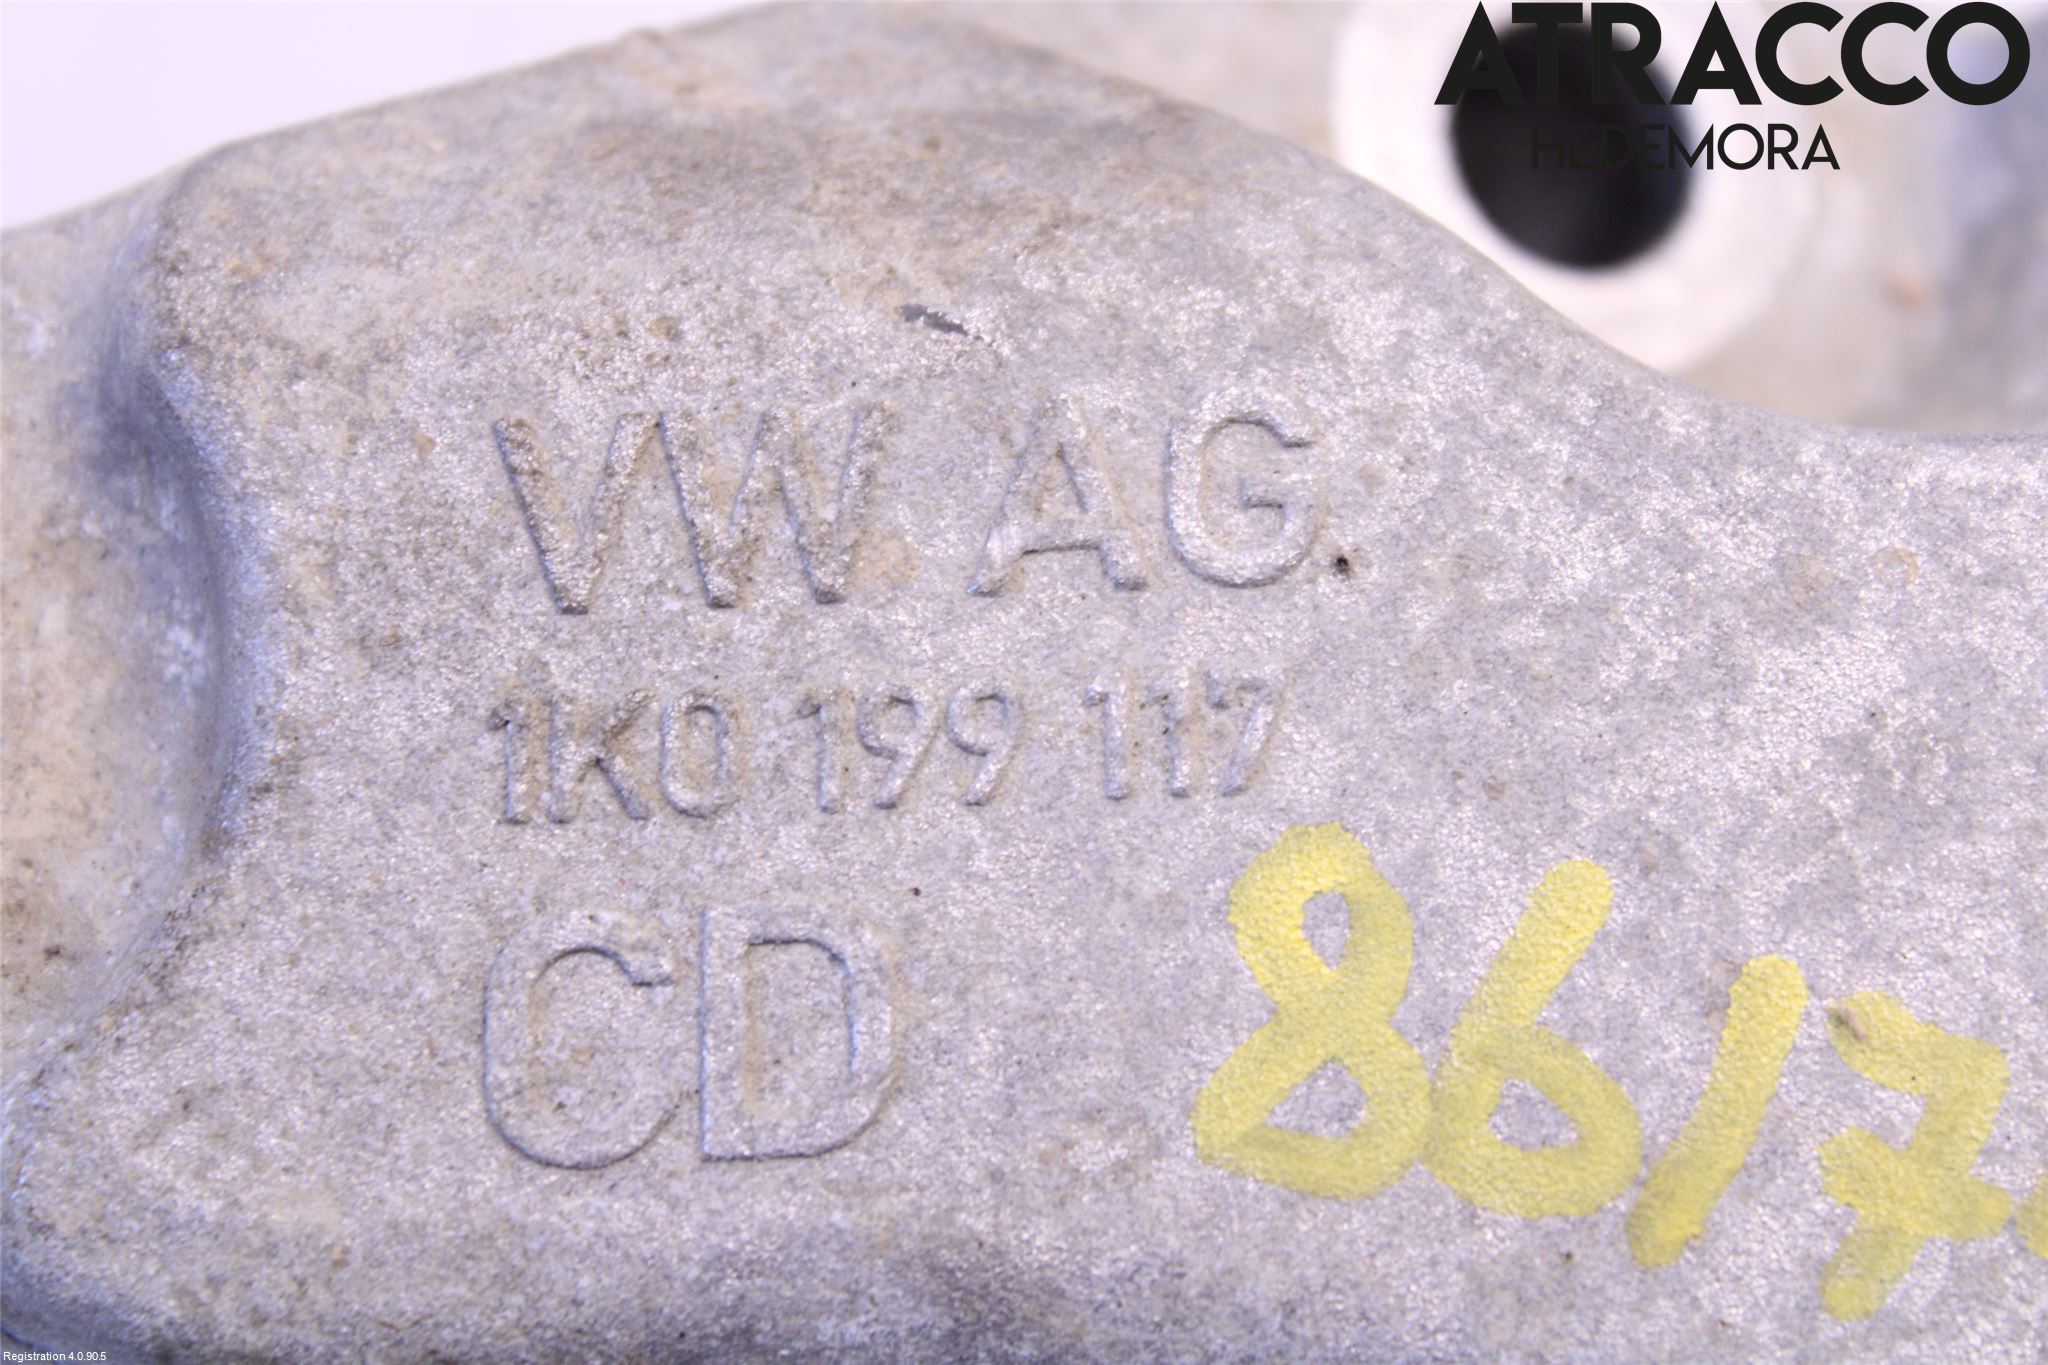 ATRACCO
HEDEMORA
VW AG.
1K0 199 117
CD
86/7
Registration 4.0.90.5